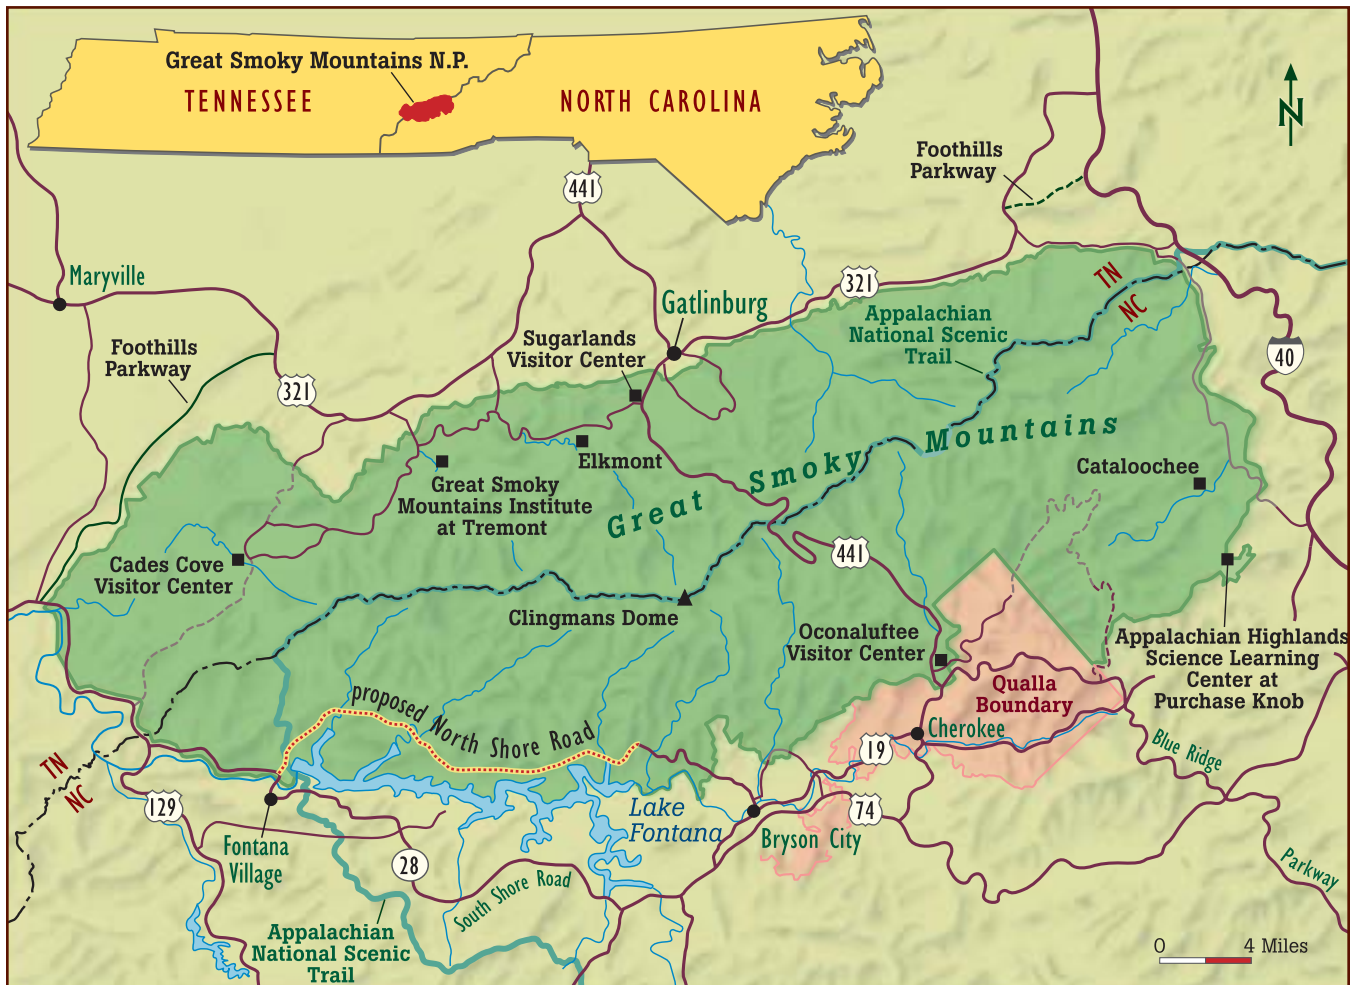 Great Smoky Mountains N.P.
TENNESSEE
NORTH CAROLINA
N
441
Foothills
Parkway
Maryville
321
TN
NC
Gatlinburg
Appalachian
National Scenic
Trail
Sugarlands
Visitor Center
Foothills
Parkway
321
40
Great Smoky Mountains
Elkmont
Cataloochee
Great Smoky
Mountains Institute
at Tremont
441
Cades Cove
Visitor Center
Clingmans Dome
Oconaluftee
Visitor Center
Appalachian Highlands
Science Learning
Center at
Purchase Knob
Qualla
Boundary
proposed North Shore Road
Cherokee
19
Blue Ridge
Parkway
TN
NC
129
Lake
Fontana
74
Bryson City
Fontana
Village
28
South Shore Road
Appalachian
National Scenic
Trail
0 4 Miles